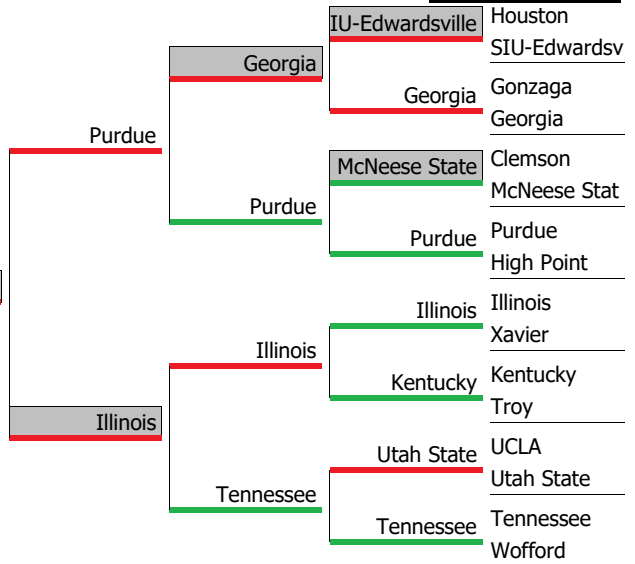 Houston
SIU-Edwardsv
Gonzaga
Georgia
Clemson
McNeese Stat
Purdue
High Point
Illinois
Xavier
Kentucky
Troy
UCLA
Utah State
Tennessee
Wofford
IU-Edwardsville
Georgia
McNeese State
Purdue
Illinois
Kentucky
Utah State
Tennessee
Georgia
Purdue
Illinois
Tennessee
Purdue
Illinois